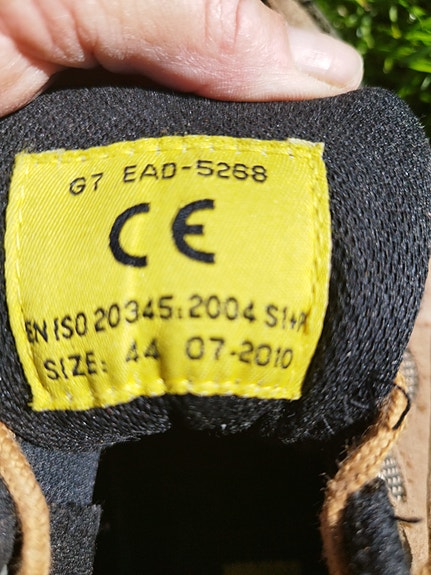 G7 EAD-5268
CE
EN ISO 20345:2004 S1+P
SIZE: 44 07-2010